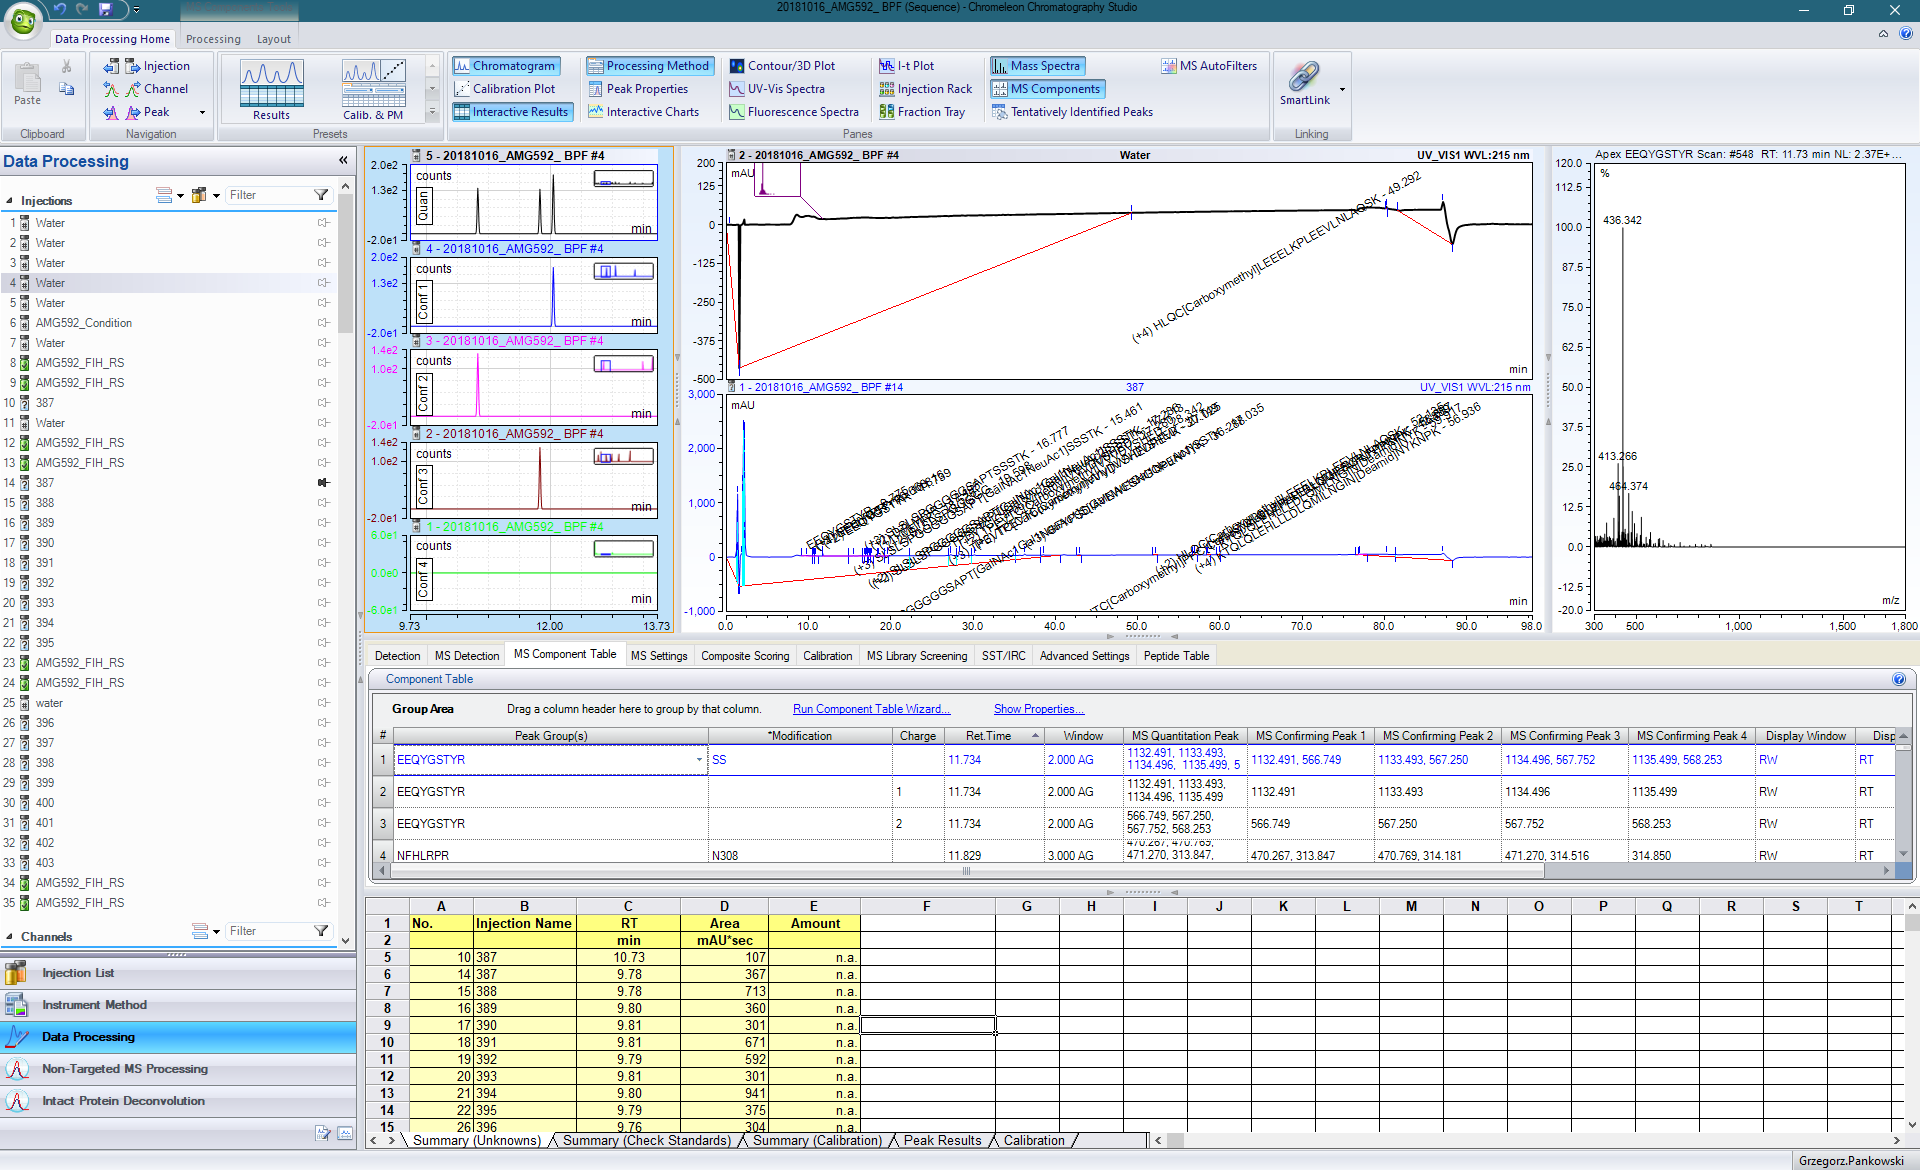 20181016_AMG592_ BPF (Sequence) - Chromeleon Chromatography Studio
Data Processing Home
Processing
Layout
Paste
Clipboard
Injection
Channel
Peak
Navigation
Results
Calib. & PM
Presets
Chromatogram
Calibration Plot
Interactive Results
Processing Method
Peak Properties
Interactive Charts
Contour/3D Plot
UV-Vis Spectra
Fluorescence Spectra
I-t Plot
Injection Rack
Fraction Tray
Mass Spectra
MS Components
Tentatively Identified Peaks
MS AutoFilters
Panes
SmartLink
Linking
Data Processing
Filter
Injections
1 Water
2 Water
3 Water
4 Water
5 Water
6 AMG592_Condition
7 Water
8 AMG592_FIH_RS
9 AMG592_FIH_RS
10 387
11 Water
12 AMG592_FIH_RS
13 AMG592_FIH_RS
14 387
15 388
16 389
17 390
18 391
19 392
20 393
21 394
22 395
23 AMG592_FIH_RS
24 AMG592_FIH_RS
25 water
26 396
27 397
28 398
29 399
30 400
31 401
32 402
33 403
34 AMG592_FIH_RS
35 AMG592_FIH_RS
Channels
Filter
Injection List
Instrument Method
Data Processing
Non-Targeted MS Processing
Intact Protein Deconvolution
5 - 20181016_AMG592_ BPF #4
2.0e2
1.3e2
-2.0e1
counts
Quan
min
4 - 20181016_AMG592_ BPF #4
2.0e2
1.3e2
-2.0e1
counts
Conf 1
min
3 - 20181016_AMG592_ BPF #4
1.4e2
1.0e2
-2.0e1
counts
Conf 2
min
2 - 20181016_AMG592_ BPF #4
1.4e2
1.0e2
-2.0e1
counts
Conf 3
min
1 - 20181016_AMG592_ BPF #4
6.0e1
0.0e0
-6.0e1
counts
Conf 4
min
9.73
12.00
13.73
2 - 20181016_AMG592_ BPF #4
Water
UV_VIS1 WVL:215 nm
200
125
0
-125
-250
-375
-500
mAU
(+4) HLQC[Carboxymethyl]LEEELKPLEEVLNLAQSK - 49.292
min
1 - 20181016_AMG592_ BPF #14
387
UV_VIS1 WVL:215 nm
3,000
2,000
1,000
0
-1,000
mAU
min
0.0
10.0
20.0
30.0
40.0
50.0
60.0
70.0
80.0
90.0
98.0
Apex EEQYGSTYR Scan: #548 RT: 11.73 min NL: 2.37E+...
120.0
112.5
100.0
87.5
75.0
62.5
50.0
37.5
25.0
12.5
0.0
-12.5
-20.0
%
436.342
413.266
464.374
m/z
300
500
1,000
1,500
1,800
Detection
MS Detection
MS Component Table
MS Settings
Composite Scoring
Calibration
MS Library Screening
SST/IRC
Advanced Settings
Peptide Table
Component Table
Group Area
Drag a column header here to group by that column.
Run Component Table Wizard...
Show Properties...
# Peak Group(s) *Modification Charge Ret.Time Window MS Quantitation Peak MS Confirming Peak 1 MS Confirming Peak 2 MS Confirming Peak 3 MS Confirming Peak 4 Display Window Disp
1 EEQYGSTYR SS 11.734 2.000 AG 1132.491, 1133.493, 1134.496, 1135.499, 5 1132.491, 566.749 1133.493, 567.250 1134.496, 567.752 1135.499, 568.253 RW RT
2 EEQYGSTYR 1 11.734 2.000 AG 1132.491, 1133.493, 1134.496, 1135.499 1132.491 1133.493 1134.496 1135.499 RW RT
3 EEQYGSTYR 2 11.734 2.000 AG 566.749, 567.250, 567.752, 568.253 566.749 567.250 567.752 568.253 RW RT
4 NFHLRPR N308 11.829 3.000 AG 470.267, 470.769, 471.270, 313.847, 470.267, 313.847 470.769, 314.181 471.270, 314.516 314.850 RW RT
A B C D E F G H I J K L M N O P Q R S T
1 No. Injection Name RT Area Amount
2 min mAU*sec
5 10 387 10.73 107 n.a.
6 14 387 9.78 367 n.a.
7 15 388 9.78 713 n.a.
8 16 389 9.80 360 n.a.
9 17 390 9.81 301 n.a.
10 18 391 9.81 671 n.a.
11 19 392 9.79 592 n.a.
12 20 393 9.81 301 n.a.
13 21 394 9.80 941 n.a.
14 22 395 9.79 375 n.a.
15 26 396 9.76 304 n.a.
Summary (Unknowns)
Summary (Check Standards)
Summary (Calibration)
Peak Results
Calibration
Grzegorz.Pankowski